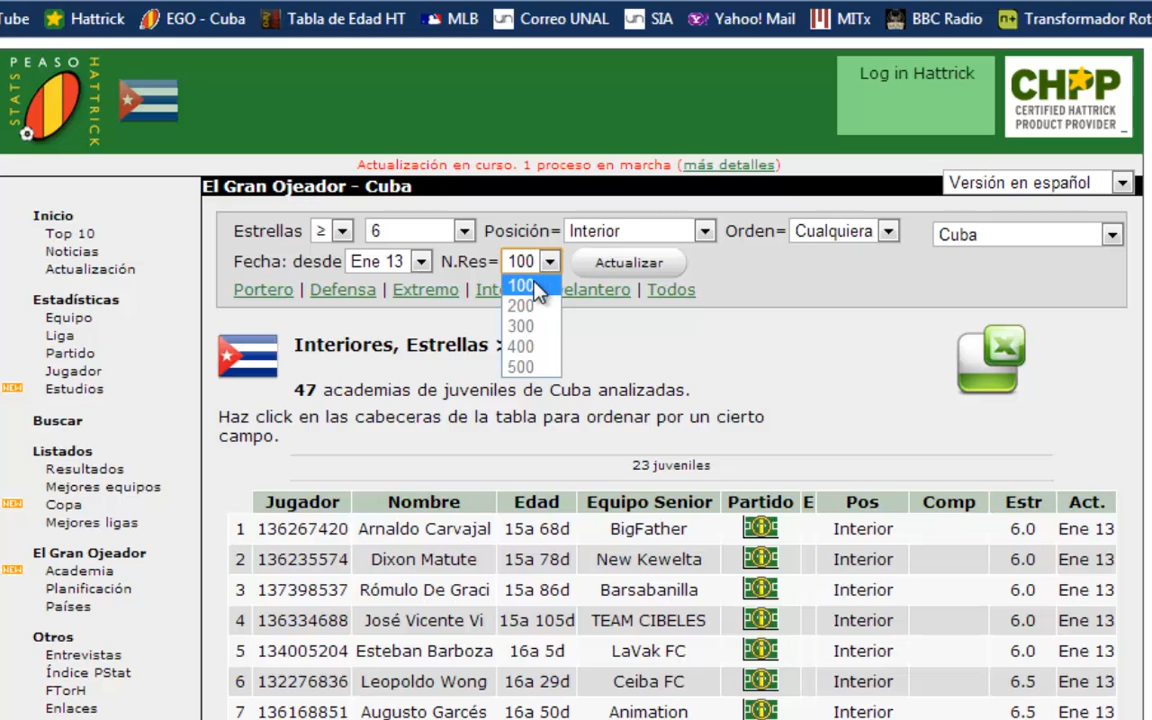 Tube Hattrick EGO - Cuba Tabla de Edad HT MLB Correo UNAL SIA Yahoo! Mail MITx BBC Radio Transformador Rot
PEASO
STATS
HATTRICK
Log in Hattrick
CHPP
CERTIFIED HATTRICK
PRODUCT PROVIDER
Actualización en curso. 1 proceso en marcha (más detalles)
El Gran Ojeador - Cuba
Versión en español
Inicio
Top 10
Noticias
Actualización
Estadísticas
Equipo
Liga
Partido
Jugador
NEW Estudios
Buscar
Listados
Resultados
Mejores equipos
NEW Copa
Mejores ligas
El Gran Ojeador
NEW Academia
Planificación
Países
Otros
Entrevistas
Índice PStat
FTorH
Enlaces
Estrellas ≥ 6 Posición= Interior Orden= Cualquiera Cuba
Fecha: desde Ene 13 N.Res= 100 Actualizar
Portero | Defensa | Extremo | | Todos
100
200
300
400
500
Interiores, Estrellas
47 academias de juveniles de Cuba analizadas.
Haz click en las cabeceras de la tabla para ordenar por un cierto
campo.
23 juveniles
Jugador Nombre Edad Equipo Senior Partido E Pos Comp Estr Act.
1 136267420 Arnaldo Carvajal 15a 68d BigFather Interior 6.0 Ene 13
2 136235574 Dixon Matute 15a 78d New Kewelta Interior 6.0 Ene 13
3 137398537 Rómulo De Graci 15a 86d Barsabanilla Interior 6.0 Ene 13
4 136334688 José Vicente Vi 15a 105d TEAM CIBELES Interior 6.0 Ene 13
5 134005204 Esteban Barboza 16a 5d LaVak FC Interior 6.0 Ene 13
6 132276836 Leopoldo Wong 16a 29d Ceiba FC Interior 6.5 Ene 13
7 136168851 Augusto Garcés 16a 50d Animation Interior 6.5 Ene 13